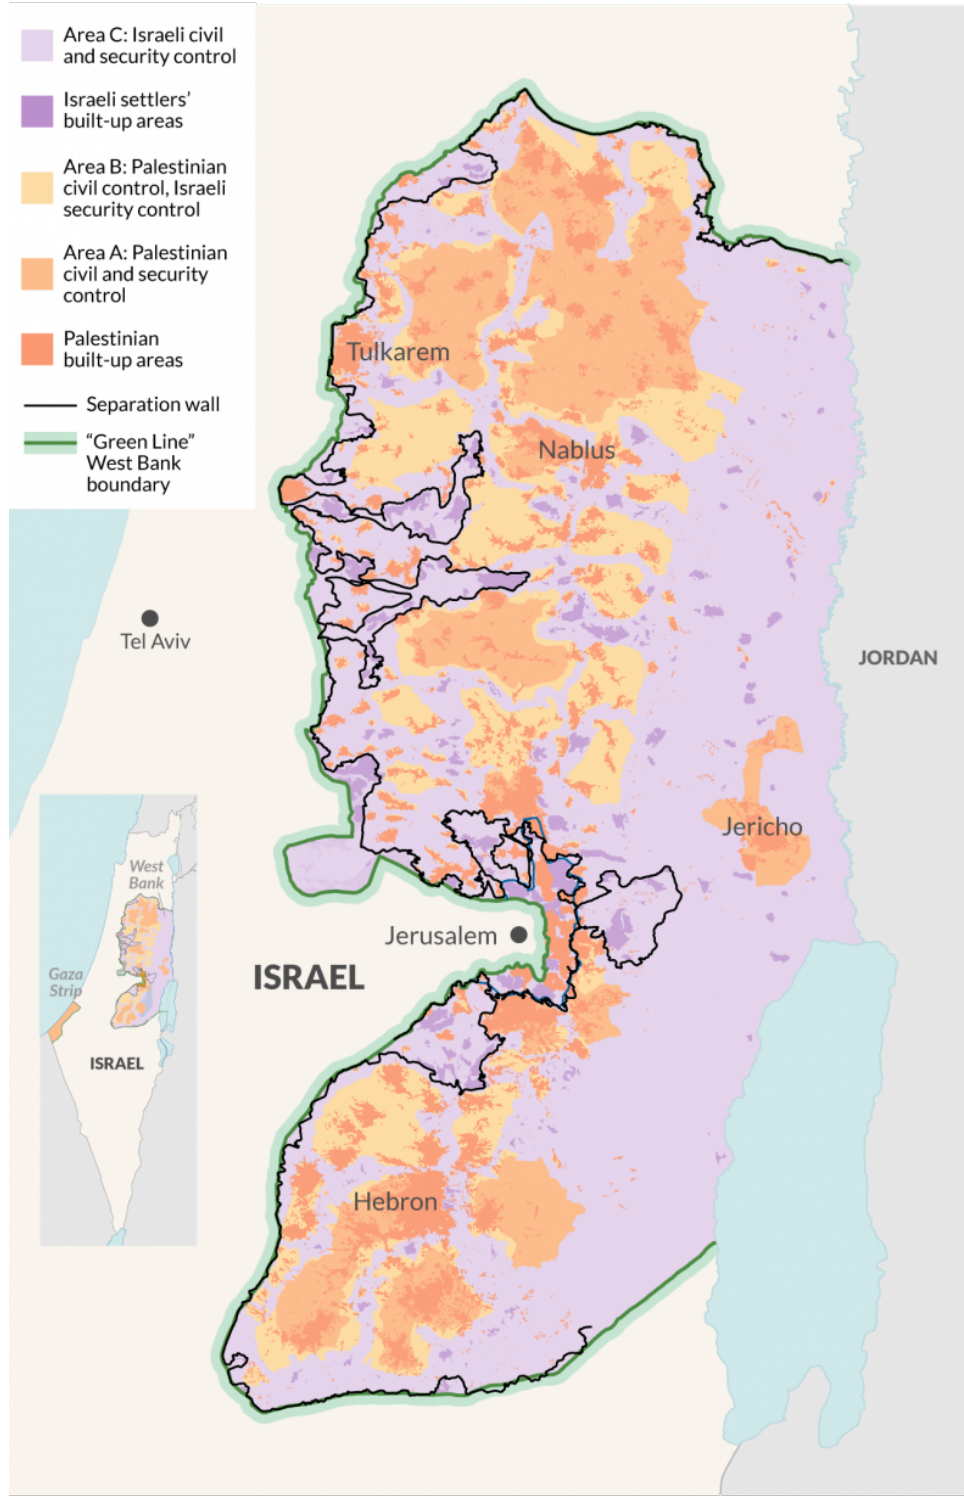 Area C: Israeli civil
and security control
Israeli settlers’
built-up areas
Area B: Palestinian
civil control, Israeli
security control
Area A: Palestinian
civil and security
control
Palestinian
built-up areas
Separation wall
“Green Line”
West Bank
boundary
Tulkarem
Nablus
Tel Aviv
JORDAN
Jericho
Jerusalem
ISRAEL
Hebron
West
Bank
Gaza
Strip
ISRAEL